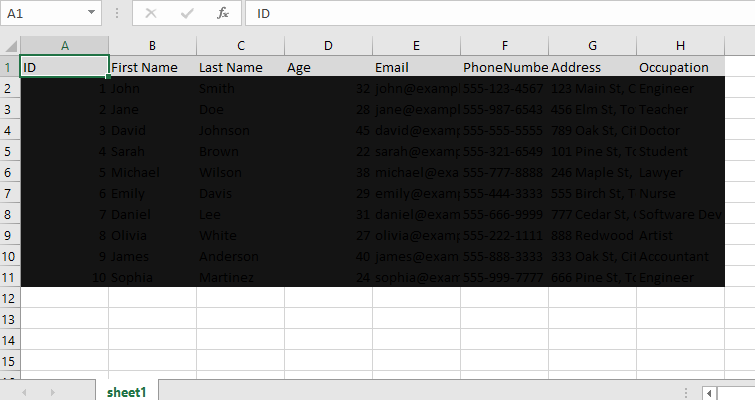 A1 fx ID
A B C D E F G H
1 ID First Name Last Name Age Email PhoneNumbe Address Occupation
2 1 John Smith 32 john@exampl 555-123-4567 123 Main St, C Engineer
3 2 Jane Doe 28 jane@exampl 555-987-6543 456 Elm St, To Teacher
4 3 David Johnson 45 david@examp 555-555-5555 789 Oak St, Cit Doctor
5 4 Sarah Brown 22 sarah@examp 555-321-6549 101 Pine St, To Student
6 5 Michael Wilson 38 michael@exa 555-777-8888 246 Maple St, Lawyer
7 6 Emily Davis 29 emily@examp 555-444-3333 555 Birch St, T Nurse
8 7 Daniel Lee 31 daniel@exam 555-666-9999 777 Cedar St, Software Dev
9 8 Olivia White 27 olivia@examp 555-222-1111 888 Redwood Artist
10 9 James Anderson 40 james@exam 555-888-3333 333 Oak St, Cit Accountant
11 10 Sophia Martinez 24 sophia@exam 555-999-7777 666 Pine St, To Engineer
12
13
14
15
sheet1